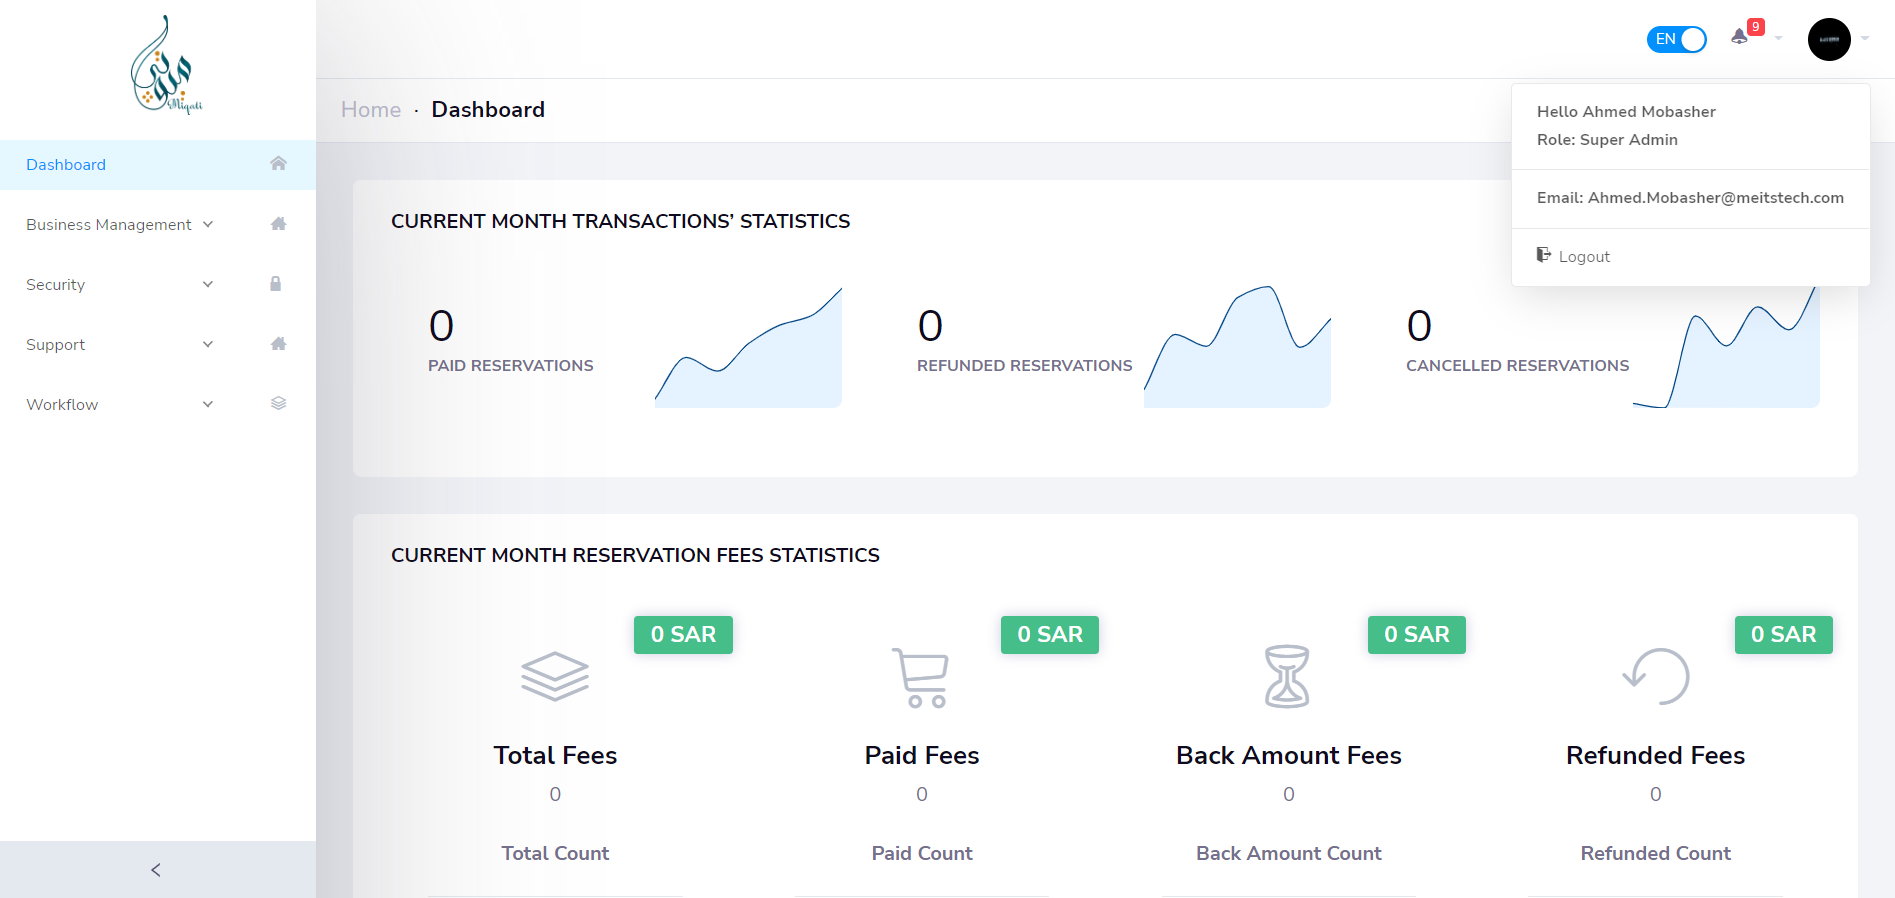 Miqati
EN
9
Home · Dashboard
Hello Ahmed Mobasher
Role: Super Admin
Email: Ahmed.Mobasher@meitstech.com
Logout
Dashboard
Business Management
Security
Support
Workflow
CURRENT MONTH TRANSACTIONS’ STATISTICS
0
PAID RESERVATIONS
0
REFUNDED RESERVATIONS
0
CANCELLED RESERVATIONS
CURRENT MONTH RESERVATION FEES STATISTICS
0 SAR
Total Fees
0
Total Count
0 SAR
Paid Fees
0
Paid Count
0 SAR
Back Amount Fees
0
Back Amount Count
0 SAR
Refunded Fees
0
Refunded Count